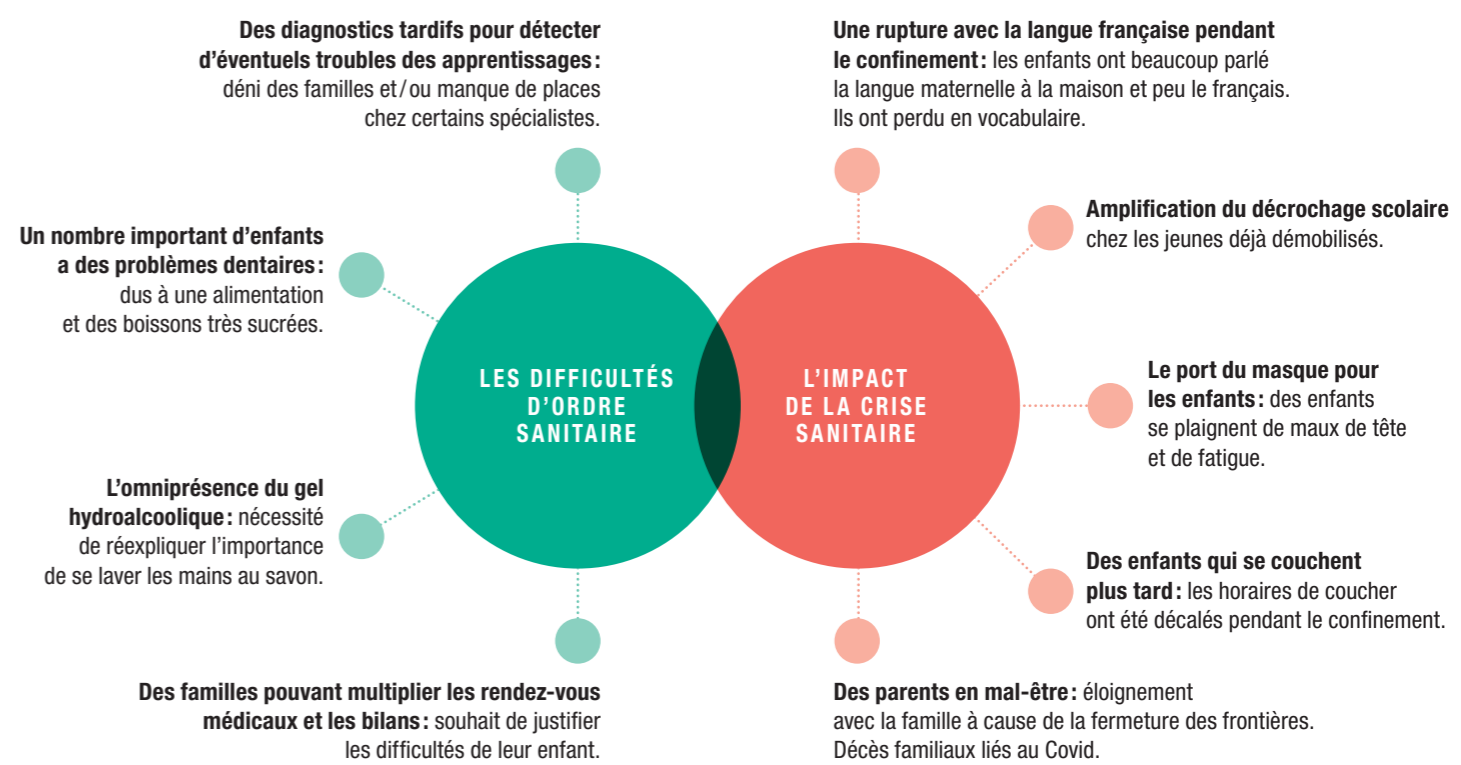 Des diagnostics tardifs pour détecter
d’éventuels troubles des apprentissages :
déni des familles et/ou manque de places
chez certains spécialistes.
Un nombre important d’enfants
a des problèmes dentaires :
dus à une alimentation
et des boissons très sucrées.
L’omniprésence du gel
hydroalcoolique : nécessité
de réexpliquer l’importance
de se laver les mains au savon.
Des familles pouvant multiplier les rendez-vous
médicaux et les bilans : souhait de justifier
les difficultés de leur enfant.
LES DIFFICULTÉS
D’ORDRE
SANITAIRE
L’IMPACT
DE LA CRISE
SANITAIRE
Une rupture avec la langue française pendant
le confinement : les enfants ont beaucoup parlé
la langue maternelle à la maison et peu le français.
Ils ont perdu en vocabulaire.
Amplification du décrochage scolaire
chez les jeunes déjà démobilisés.
Le port du masque pour
les enfants : des enfants
se plaignent de maux de tête
et de fatigue.
Des enfants qui se couchent
plus tard : les horaires de coucher
ont été décalés pendant le confinement.
Des parents en mal-être : éloignement
avec la famille à cause de la fermeture des frontières.
Décès familiaux liés au Covid.